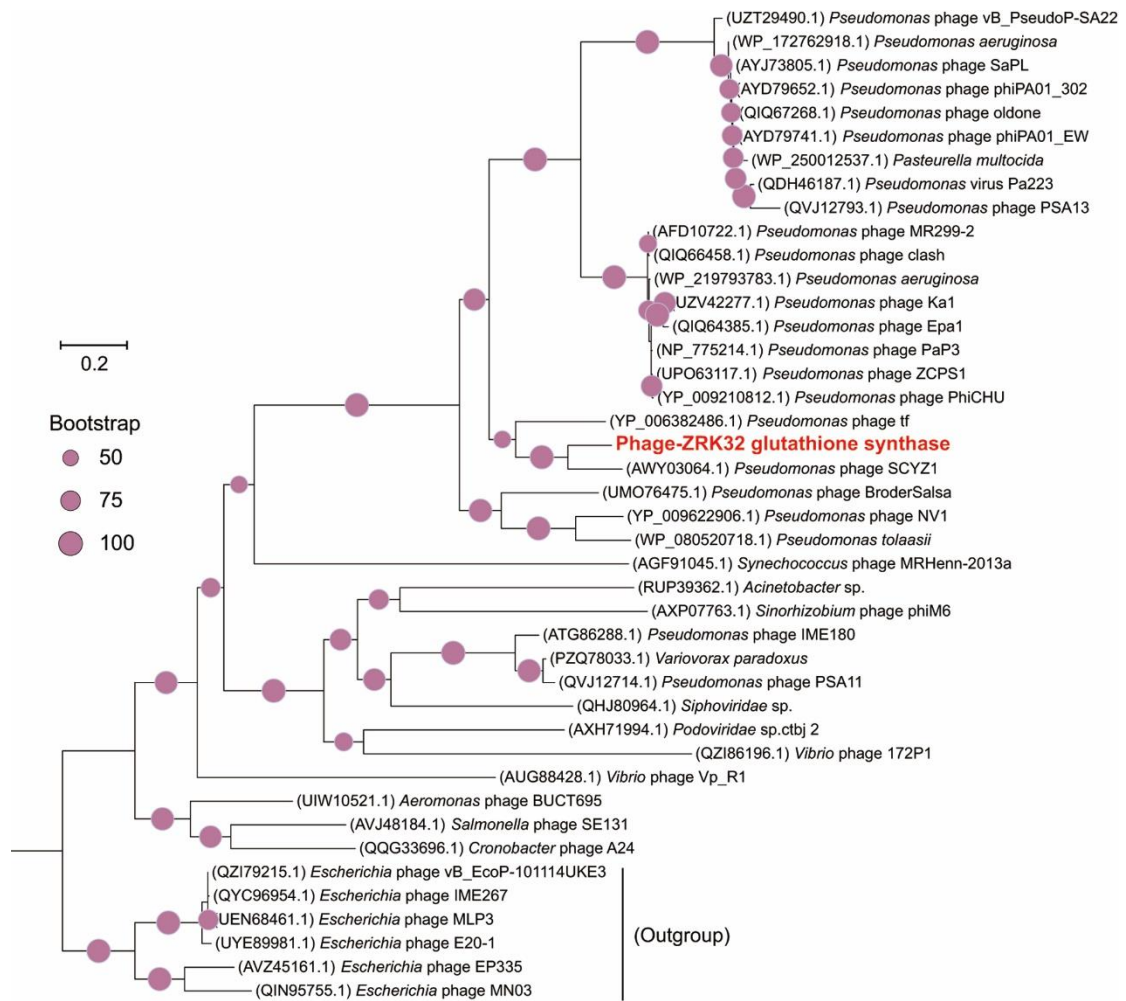 (UZT29490.1) Pseudomonas phage vB_PseudoP-SA22
(WP_172762918.1) Pseudomonas aeruginosa
(AYJ73805.1) Pseudomonas phage SaPL
(AYD79652.1) Pseudomonas phage phiPA01_302
(QIQ67268.1) Pseudomonas phage oldone
(AYD79741.1) Pseudomonas phage phiPA01_EW
(WP_250012537.1) Pasteurella multocida
(QDH46187.1) Pseudomonas virus Pa223
(QVJ12793.1) Pseudomonas phage PSA13
(AFD10722.1) Pseudomonas phage MR299-2
(QIQ66458.1) Pseudomonas phage clash
(WP_219793783.1) Pseudomonas aeruginosa
(UZV42277.1) Pseudomonas phage Ka1
(QIQ64385.1) Pseudomonas phage Epa1
(NP_775214.1) Pseudomonas phage PaP3
(UPO63117.1) Pseudomonas phage ZCPS1
(YP_009210812.1) Pseudomonas phage PhiCHU
(YP_006382486.1) Pseudomonas phage tf
Phage-ZRK32 glutathione synthase
(AWY03064.1) Pseudomonas phage SCYZ1
(UMO76475.1) Pseudomonas phage BroderSalsa
(YP_009622906.1) Pseudomonas phage NV1
(WP_080520718.1) Pseudomonas tolaasii
(AGF91045.1) Synechococcus phage MRHenn-2013a
(RUP39362.1) Acinetobacter sp.
(AXP07763.1) Sinorhizobium phage phiM6
(ATG86288.1) Pseudomonas phage IME180
(PZQ78033.1) Variovorax paradoxus
(QVJ12714.1) Pseudomonas phage PSA11
(QHJ80964.1) Siphoviridae sp.
(AXH71994.1) Podoviridae sp.ctbj 2
(QZI86196.1) Vibrio phage 172P1
(AUG88428.1) Vibrio phage Vp_R1
(UIW10521.1) Aeromonas phage BUCT695
(AVJ48184.1) Salmonella phage SE131
(QQG33696.1) Cronobacter phage A24
(QZI79215.1) Escherichia phage vB_EcoP-101114UKE3
(QYC96954.1) Escherichia phage IME267
(UEN68461.1) Escherichia phage MLP3
(UYE89981.1) Escherichia phage E20-1
(AVZ45161.1) Escherichia phage EP335
(QIN95755.1) Escherichia phage MN03
(Outgroup)
0.2
Bootstrap
50
75
100